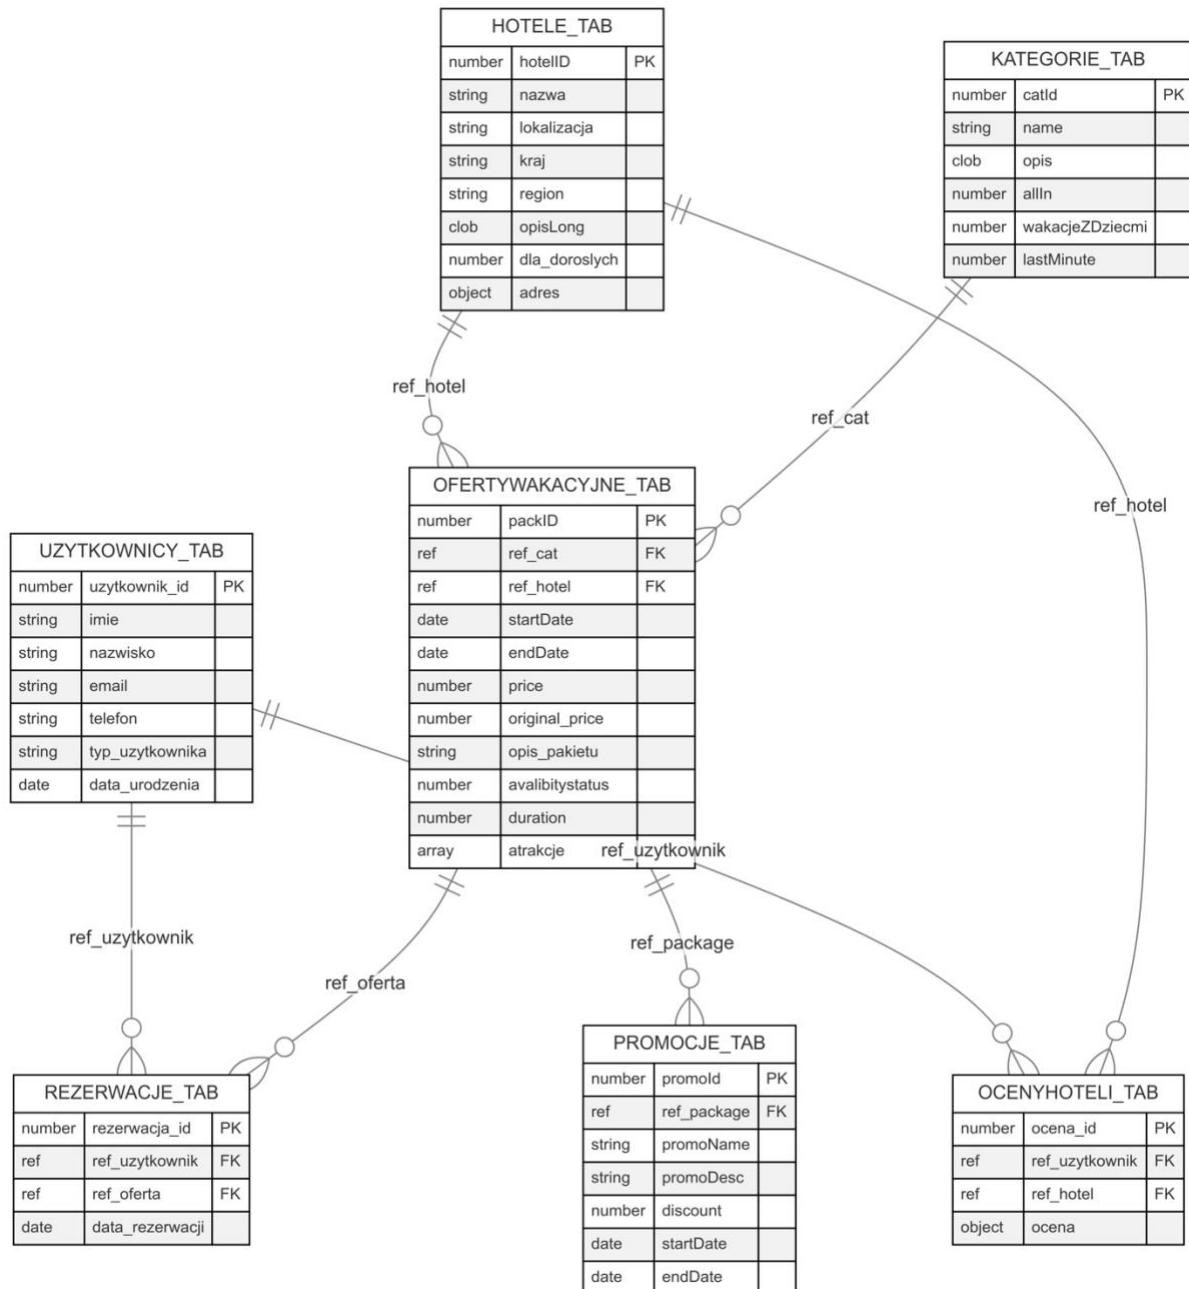 HOTELE_TAB
number hotelID PK
string nazwa
string lokalizacja
string kraj
string region
clob opisLong
number dla_doroslych
object adres
KATEGORIE_TAB
number catId PK
string name
clob opis
number allIn
number wakacjeZDziecmi
number lastMinute
ref_hotel
ref_cat
ref_hotel
OFERTYWAKACYJNE_TAB
number packID PK
ref ref_cat FK
ref ref_hotel FK
date startDate
date endDate
number price
number original_price
string opis_pakietu
number avalibitystatus
number duration
array atrakcje
UZYTKOWNICY_TAB
number uzytkownik_id PK
string imie
string nazwisko
string email
string telefon
string typ_uzytkownika
date data_urodzenia
ref_uzytkownik
ref_uzytkownik
ref_package
ref_oferta
REZERWACJE_TAB
number rezerwacja_id PK
ref ref_uzytkownik FK
ref ref_oferta FK
date data_rezerwacji
PROMOCJE_TAB
number promoId PK
ref ref_package FK
string promoName
string promoDesc
number discount
date startDate
date endDate
OCENYHOTELI_TAB
number ocena_id PK
ref ref_uzytkownik FK
ref ref_hotel FK
object ocena